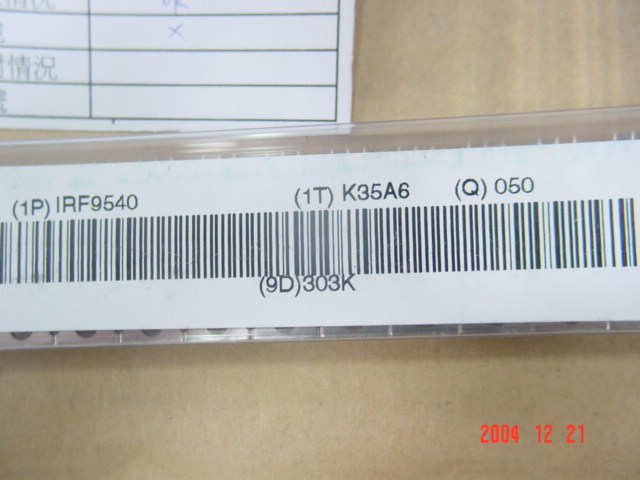 情況
(1P) IRF9540 (1T) K35A6 (Q) 050
(9D)303K
2004 12 21